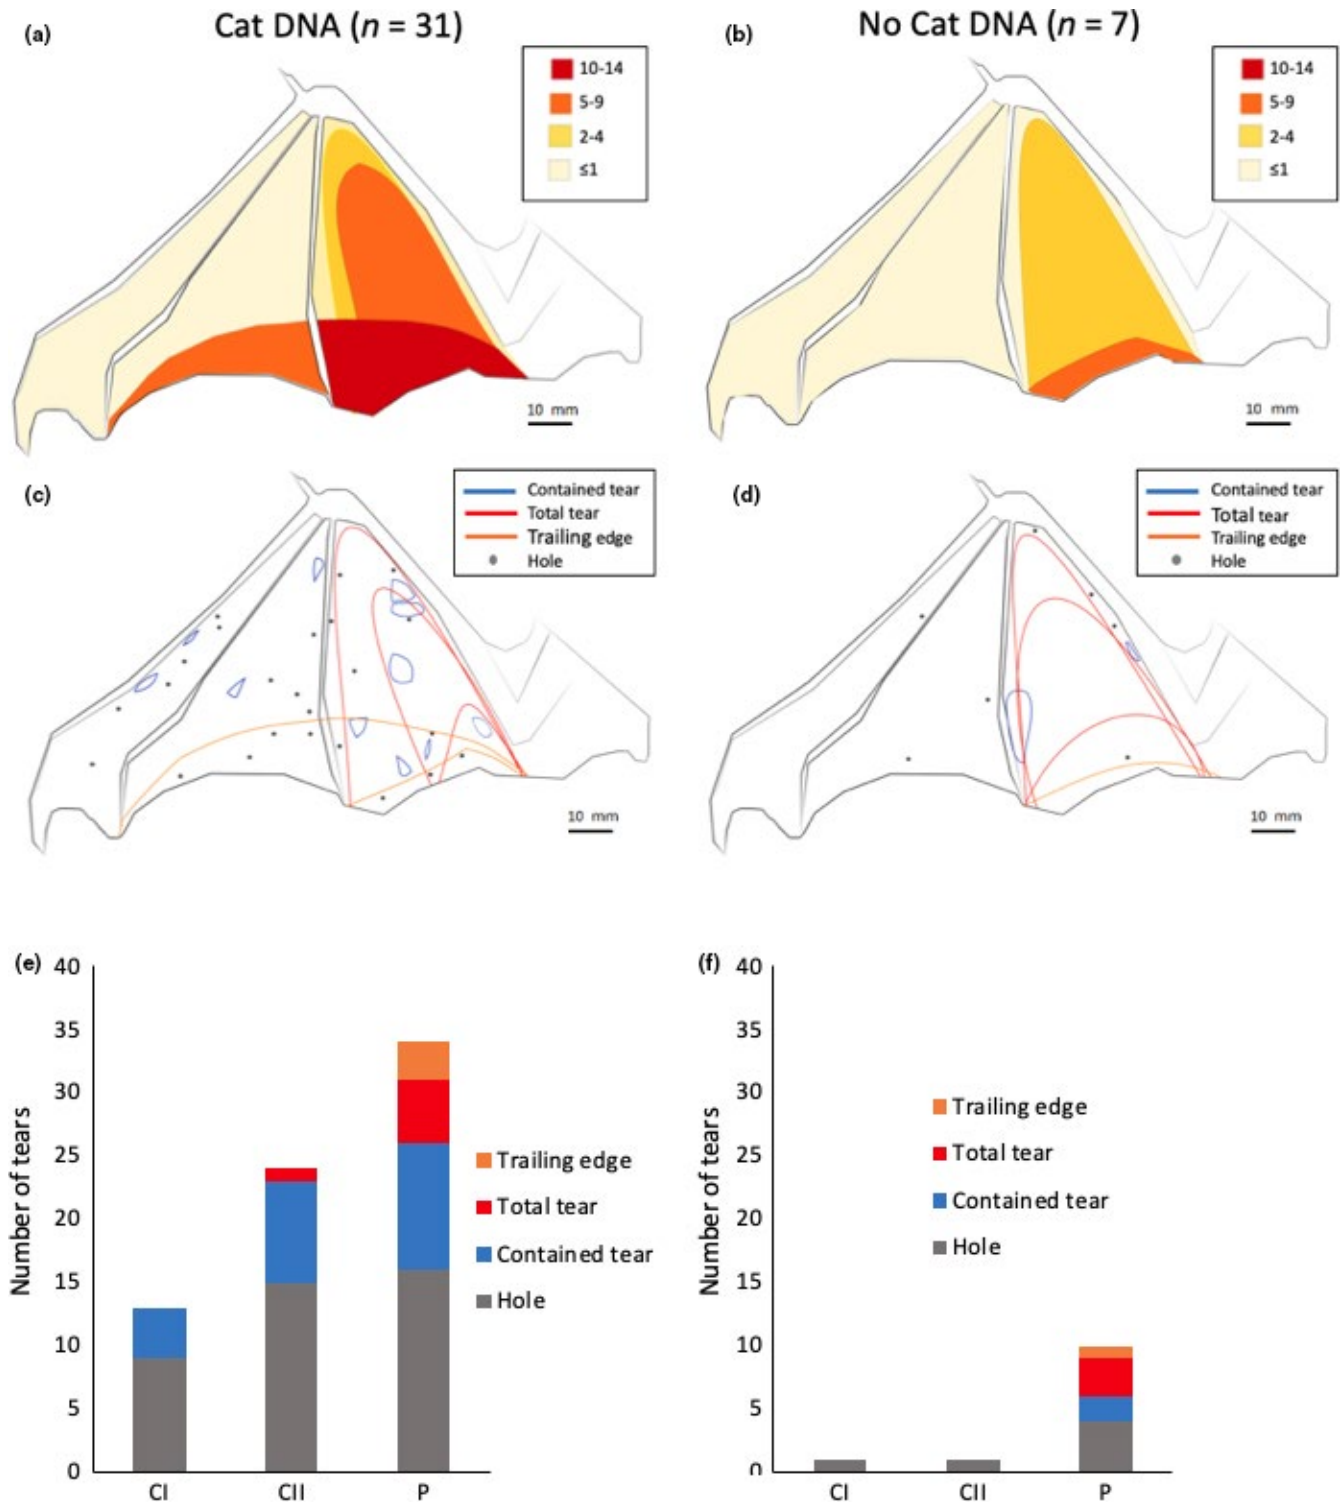 (a) Cat DNA (n = 31)
10-14
5-9
2-4
≤1
10 mm
(b) No Cat DNA (n = 7)
10-14
5-9
2-4
≤1
10 mm
(c)
Contained tear
Total tear
Trailing edge
Hole
10 mm
(d)
Contained tear
Total tear
Trailing edge
Hole
10 mm
(e)
Number of tears
40
35
30
25
20
15
10
5
0
Trailing edge
Total tear
Contained tear
Hole
CI CII P
(f)
Number of tears
40
35
30
25
20
15
10
5
0
Trailing edge
Total tear
Contained tear
Hole
CI CII P